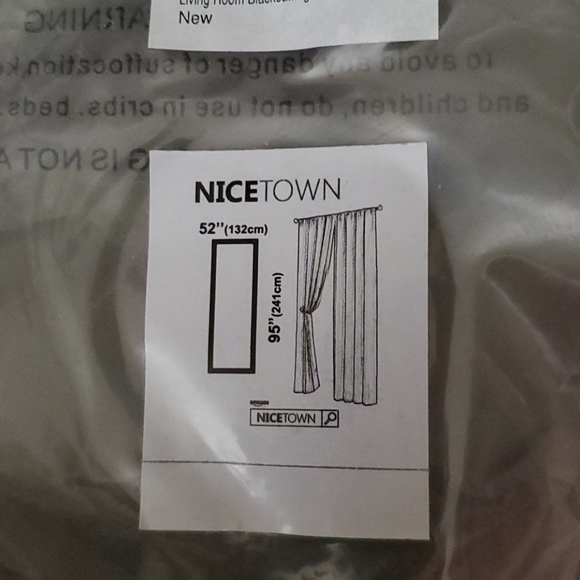 Living Room
New
WARNING
To avoid any danger of suffocation, k
and children, do not use in cribs. beds.
G IS NOT A
NICETOWN
52”(132cm)
95”(241cm)
amazon
NICETOWN